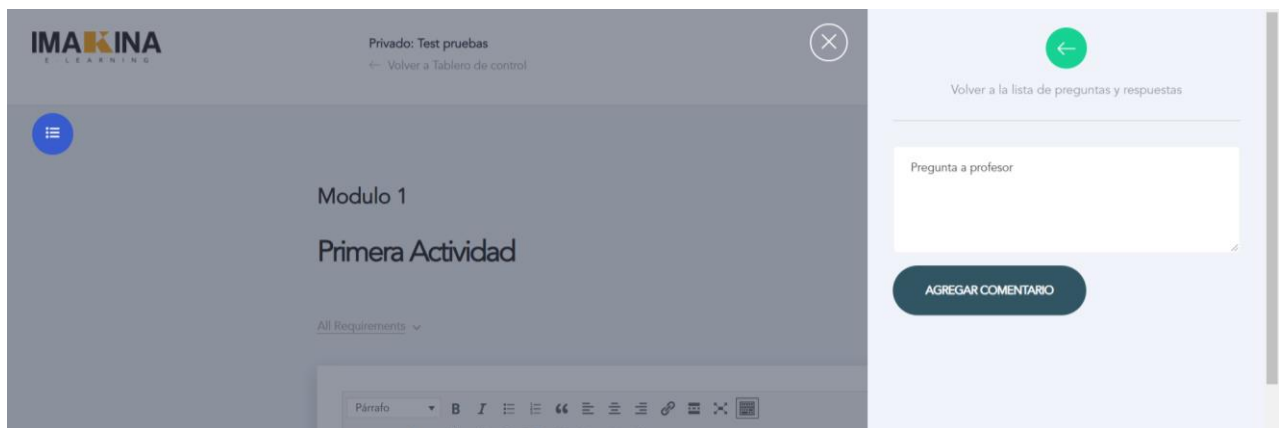 IMAKINA
E-LEARNING
Privado: Test pruebas
← Volver a Tablero de control
Modulo 1
Primera Actividad
All Requirements
Párrafo
Volver a la lista de preguntas y respuestas
Pregunta a profesor
AGREGAR COMENTARIO